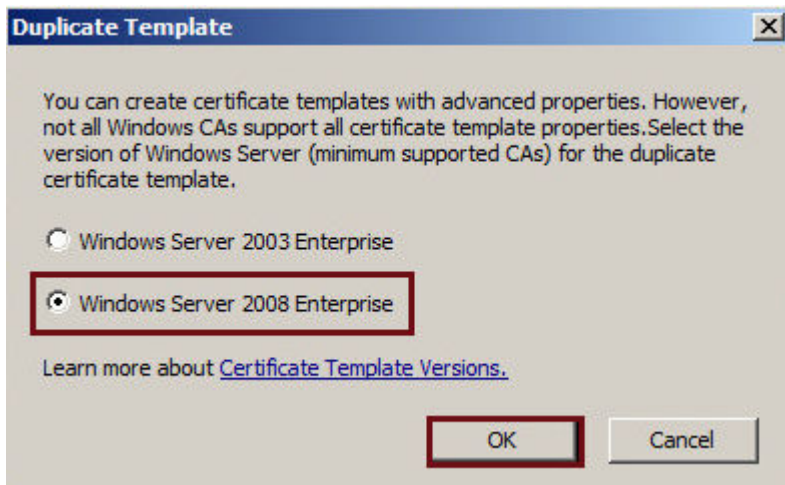 Duplicate Template
You can create certificate templates with advanced properties. However,
not all Windows CAs support all certificate template properties.Select the
version of Windows Server (minimum supported CAs) for the duplicate
certificate template.
Windows Server 2003 Enterprise
Windows Server 2008 Enterprise
Learn more about Certificate Template Versions.
OK Cancel